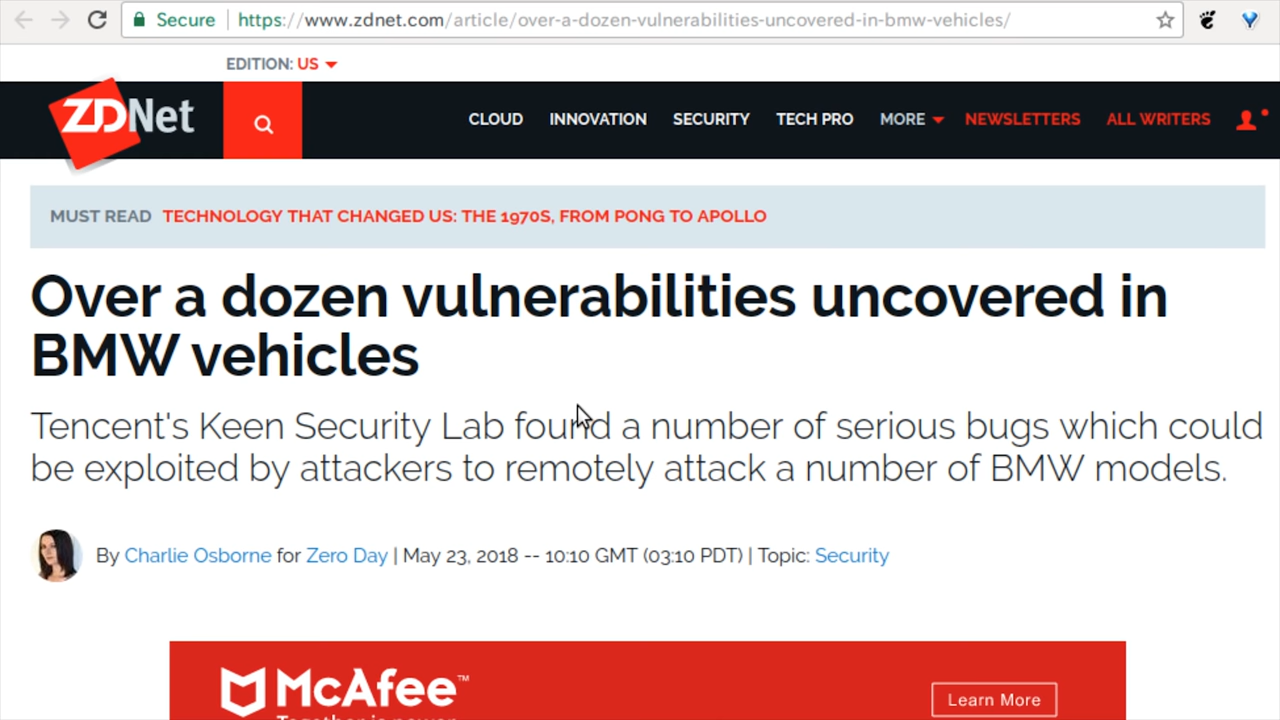 Secure https://www.zdnet.com/article/over-a-dozen-vulnerabilities-uncovered-in-bmw-vehicles/
EDITION: US
ZDNet CLOUD INNOVATION SECURITY TECH PRO MORE NEWSLETTERS ALL WRITERS
MUST READ TECHNOLOGY THAT CHANGED US: THE 1970S, FROM PONG TO APOLLO
Over a dozen vulnerabilities uncovered in
BMW vehicles
Tencent's Keen Security Lab found a number of serious bugs which could
be exploited by attackers to remotely attack a number of BMW models.
By Charlie Osborne for Zero Day | May 23, 2018 -- 10:10 GMT (03:10 PDT) | Topic: Security
McAfee™ Learn More
Together is power